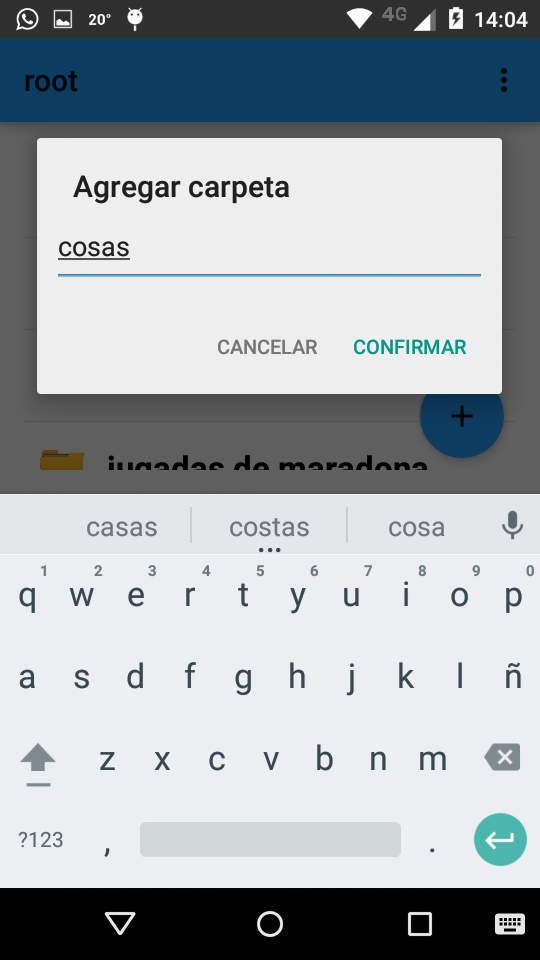 20°
4G
14:04
root
Agregar carpeta
cosas
CANCELAR
CONFIRMAR
jugadas de maradona
casas
costas
cosa
1 2 3 4 5 6 7 8 9 0
q w e r t y u i o p
a s d f g h j k l ñ
z x c v b n m
?123 , .